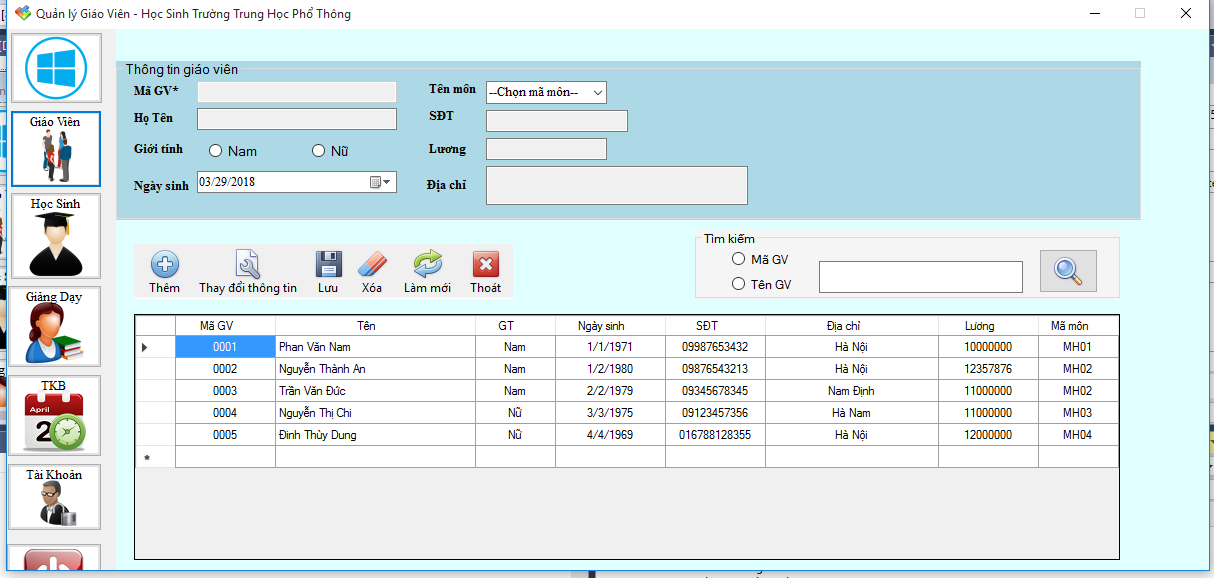 Quản lý Giáo Viên - Học Sinh Trường Trung Học Phổ Thông
Giáo Viên
Học Sinh
Giảng Dạy
TKB
April
2
Tài Khoản
Thông tin giáo viên
Mã GV*
Họ Tên
Giới tính
Nam
Nữ
Ngày sinh
03/29/2018
Tên môn
--Chọn mã môn--
SĐT
Lương
Địa chỉ
Thêm
Thay đổi thông tin
Lưu
Xóa
Làm mới
Thoát
Tìm kiếm
Mã GV
Tên GV
Mã GV Tên GT Ngày sinh SĐT Địa chỉ Lương Mã môn
0001 Phan Văn Nam Nam 1/1/1971 09987653432 Hà Nội 10000000 MH01
0002 Nguyễn Thành An Nam 1/2/1980 09876543213 Hà Nội 12357876 MH02
0003 Trần Văn Đức Nam 2/2/1979 09345678345 Nam Định 11000000 MH02
0004 Nguyễn Thị Chi Nữ 3/3/1975 09123457356 Hà Nam 11000000 MH03
0005 Đinh Thùy Dung Nữ 4/4/1969 016788128355 Hà Nội 12000000 MH04
*